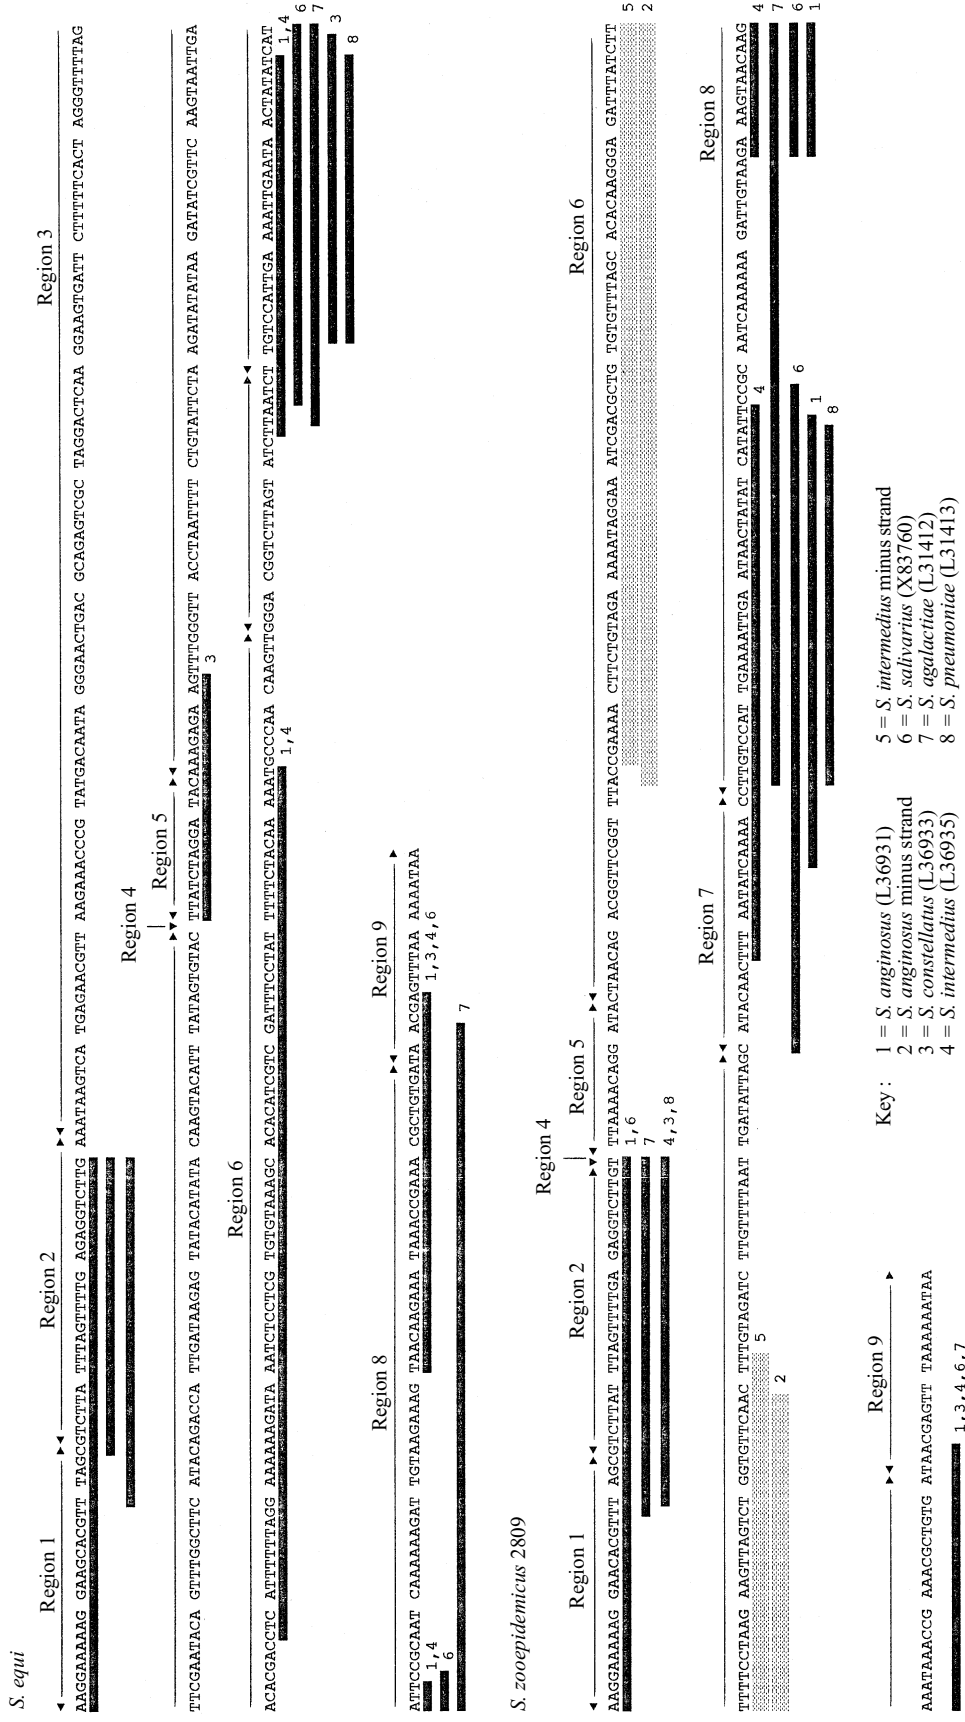 S. equi
Region 1 Region 2 Region 3
AAGGAAAAAG GAAGCACGTT TAGCGTCTTA TTTAGTTTTG AGAGGTCTTG AAATAAGTCA TGAGAACGTT AAGAAACCCG TATGACAATA GGGAACTGAC GCAGAGTCGC TAGGACTCAA GGAAGTGATT CTTTTTCACT AGGGTTTTAG
Region 4
Region 5
TTCGAATACA GTTTGGCTTC ATACAGACCA TTGATAAGAG TATACATATA CAAGTACATT TATAGTGTAC TTATCTAGGA TACAAAGAGA AGTTTGGGTT ACCTAATTTT CTGTATTCTA AGATATATAA GATATCGTTC AAGTAATTGA
3
Region 6
ACACGACCTC ATTTTTTAGG AAAAAAGATA AATCTCCTCG TGTGTAAAGC ACACATCGTC GATTTCCTAT TTTTCTACAA AAATGCCCAA CAAGTTGGGA CGGTCTTAGT ATCTTAATCT TGTCCATTGA AAATTGAATA ACTATATCAT
1,4
1,4
6
7
3
8
Region 8 Region 9
ATTCCGCAAT CAAAAAAGAT TGTAAGAAAG TAACAAGAAA TAAACCGAAA CGCTGTGATA ACGAGTTTAA AAAATAA
1,4
6
1,3,4,6
7
S. zooepidemicus 2809
Region 4
Region 1 Region 2 Region 5 Region 6
AAGGAAAAAG GAACACGTTT AGCGTCTTAT TTAGTTTTGA GAGGTCTTGT TTAAAACAGG ATACTAACAG ACGGTTCGGT TTACCGAAAA CTTCTGTAGA AAAATAGGAA ATCGACGCTG TGTGTTTAGC ACACAAGGGA GATTTATCTT
1,6
7
4,3,8
5
2
Region 7 Region 8
TTTTCCTAAG AAGTTAGTCT GGTGTTCAAC TTTGTAGATC TTGTTTTTAAT TGATATTAGC ATACAACTTT AATATCAAAA CCTTGTCCAT TGAAAATTGA ATAACTATAT CATATTCCGC AATCAAAAAA GATTGTAAGA AAGTAACAAG
5
2
4
6
1
8
4
7
6
1
Region 9
AAATAAACCG AAACGCTGTG ATAACGAGTT TAAAAAATAA
1,3,4,6,7
Key : 1 = S. anginosus (L36931) 5 = S. intermedius minus strand
2 = S. anginosus minus strand 6 = S. salivarius (X83760)
3 = S. constellatus (L36933) 7 = S. agalactiae (L31412)
4 = S. intermedius (L36935) 8 = S. pneumoniae (L31413)